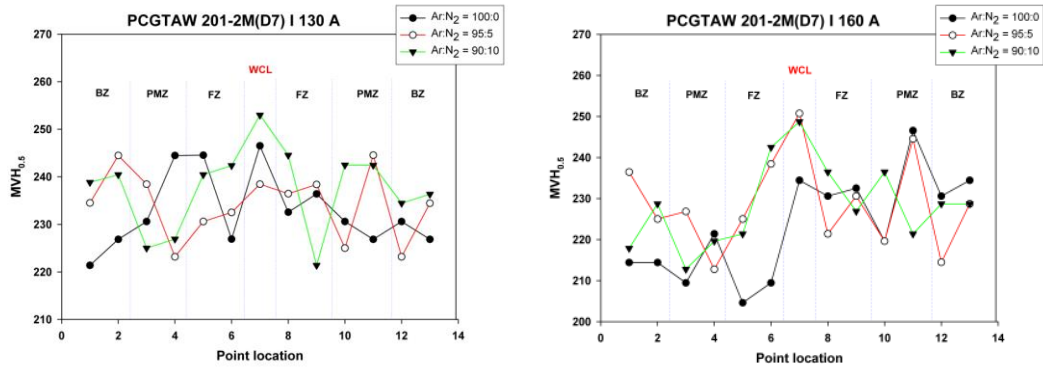 PCGTAW 201-2M(D7) I 130 A
Ar:N2 = 100:0
Ar:N2 = 95:5
Ar:N2 = 90:10
270
260
250
240
230
220
210
MVH0.5
WCL
BZ PMZ FZ FZ PMZ BZ
0 2 4 6 8 10 12 14
Point location
PCGTAW 201-2M(D7) I 160 A
Ar:N2 = 100:0
Ar:N2 = 95:5
Ar:N2 = 90:10
270
260
250
240
230
220
210
200
MVH0.5
WCL
BZ PMZ FZ FZ PMZ BZ
0 2 4 6 8 10 12 14
Point location